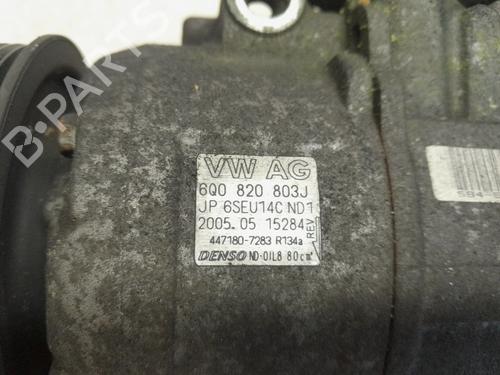 VW AG
6Q0 820 803J
JP 6SEU14C ND1
2005. 05 15284
REV
447180-7283 R134a
DENSO ND-OIL8 80cm³
B-PARTS